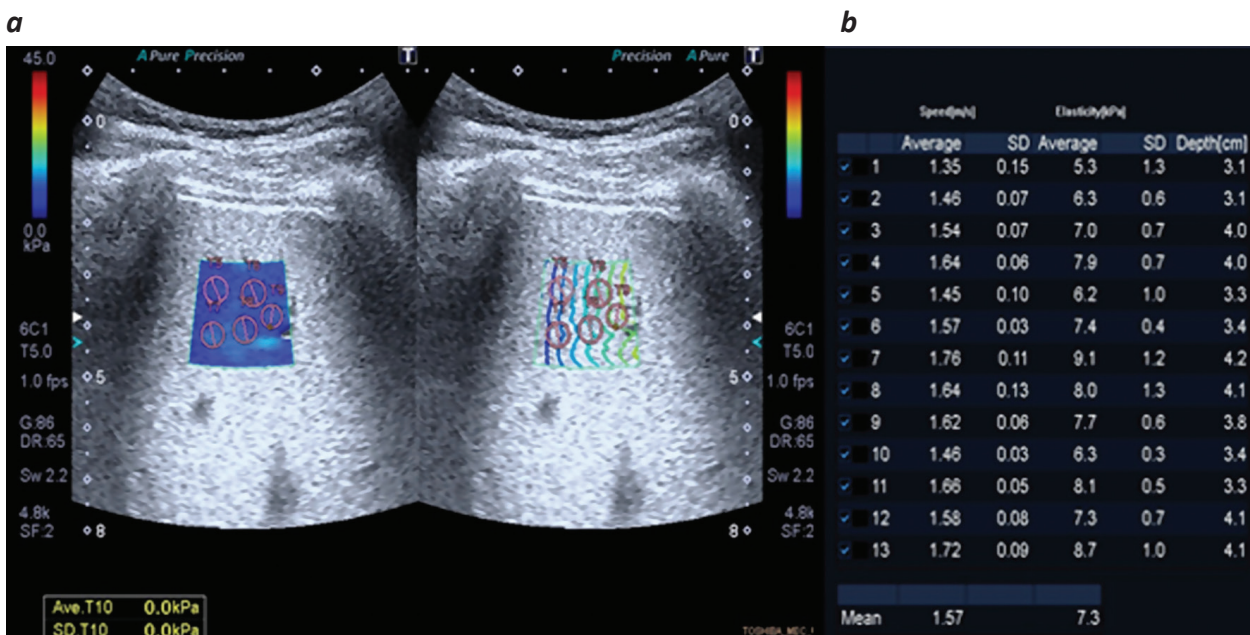 a
b
A Pure Precision
T
Precision A Pure
T
45.0
0.0
kPa
0
0
5
5
8
8
6C1
T5.0
1.0 fps
G:86
DR:65
Sw 2.2
4.8k
SF:2
6C1
T5.0
1.0 fps
G:86
DR:65
Sw 2.2
4.8k
SF:2
Ave.T10 0.0kPa
SD.T10 0.0kPa
TOSHIBA_MEC_1
Speed[m/s] Elasticity[kPa]
Average SD Average SD Depth[cm]
1 1.35 0.15 5.3 1.3 3.1
2 1.46 0.07 6.3 0.6 3.1
3 1.54 0.07 7.0 0.7 4.0
4 1.64 0.06 7.9 0.7 4.0
5 1.45 0.10 6.2 1.0 3.3
6 1.57 0.03 7.4 0.4 3.4
7 1.76 0.11 9.1 1.2 4.2
8 1.64 0.13 8.0 1.3 4.1
9 1.62 0.06 7.7 0.6 3.8
10 1.46 0.03 6.3 0.3 3.4
11 1.66 0.05 8.1 0.5 3.3
12 1.58 0.08 7.3 0.7 4.1
13 1.72 0.09 8.7 1.0 4.1
Mean 1.57 7.3